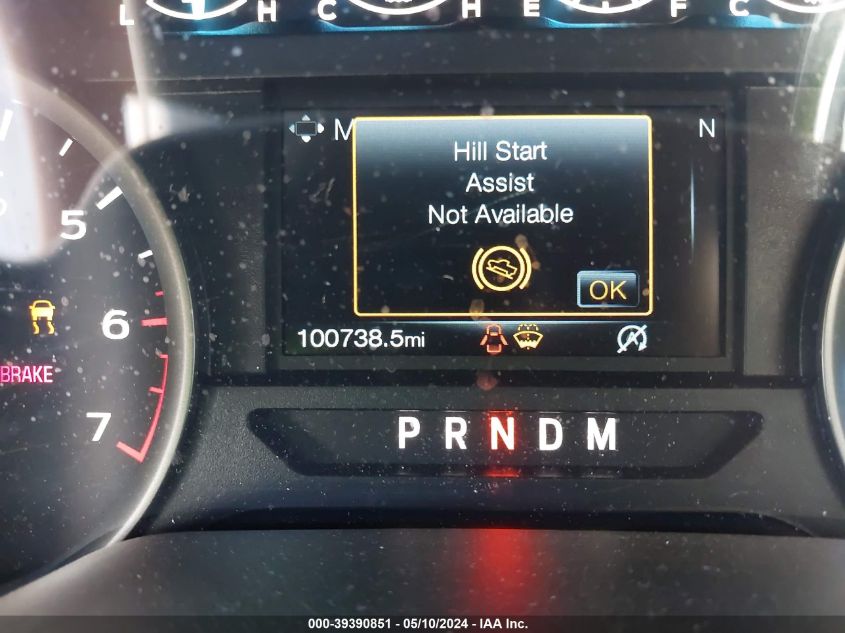 L H C H E F C
M
N
Hill Start
Assist
Not Available
OK
5
6
7
BRAKE
100738.5mi
P R N D M
000-39390851 - 05/10/2024 - IAA Inc.